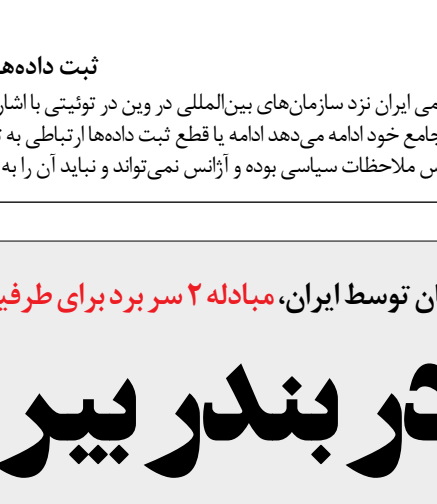 ثبت داده‌ه
می ایران نزد سازمان‌های بین‌المللی در وین در توئیتی با اشار
جامع خود ادامه می‌دهد ادامه یا قطع ثبت داده‌ها ارتباطی به ت
س ملاحظات سیاسی بوده و آژانس نمی‌تواند و نباید آن را به
ان توسط ایران، مبادله ۲ سر برد برای طرفی
در بندر بیر